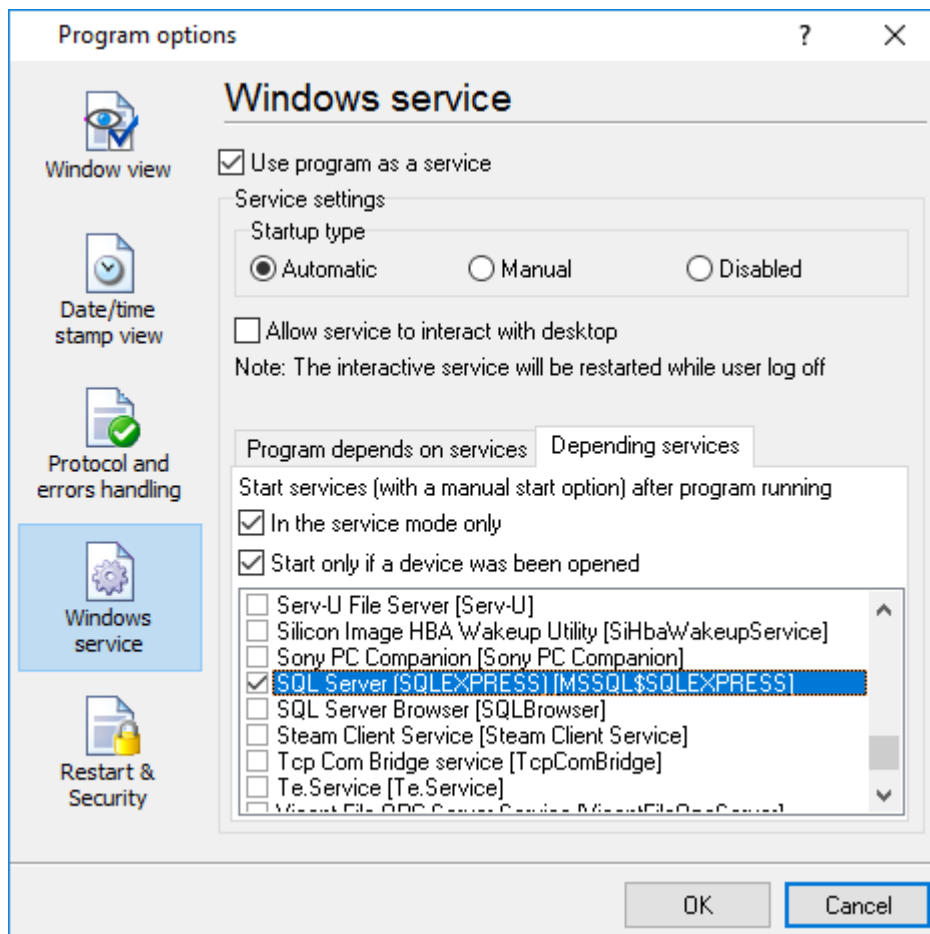 Program options
?
Window view
Date/time
stamp view
Protocol and
errors handling
Windows
service
Restart &
Security
Windows service
Use program as a service
Service settings
Startup type
Automatic
Manual
Disabled
Allow service to interact with desktop
Note: The interactive service will be restarted while user log off
Program depends on services
Depending services
Start services (with a manual start option) after program running
In the service mode only
Start only if a device was been opened
Serv-U File Server [Serv-U]
Silicon Image HBA Wakeup Utility [SiHbaWakeupService]
Sony PC Companion [Sony PC Companion]
SQL Server (SQLEXPRESS) [MSSQL$SQLEXPRESS]
SQL Server Browser [SQLBrowser]
Steam Client Service [Steam Client Service]
Tcp Com Bridge service [TcpComBridge]
Te.Service [Te.Service]
OK
Cancel